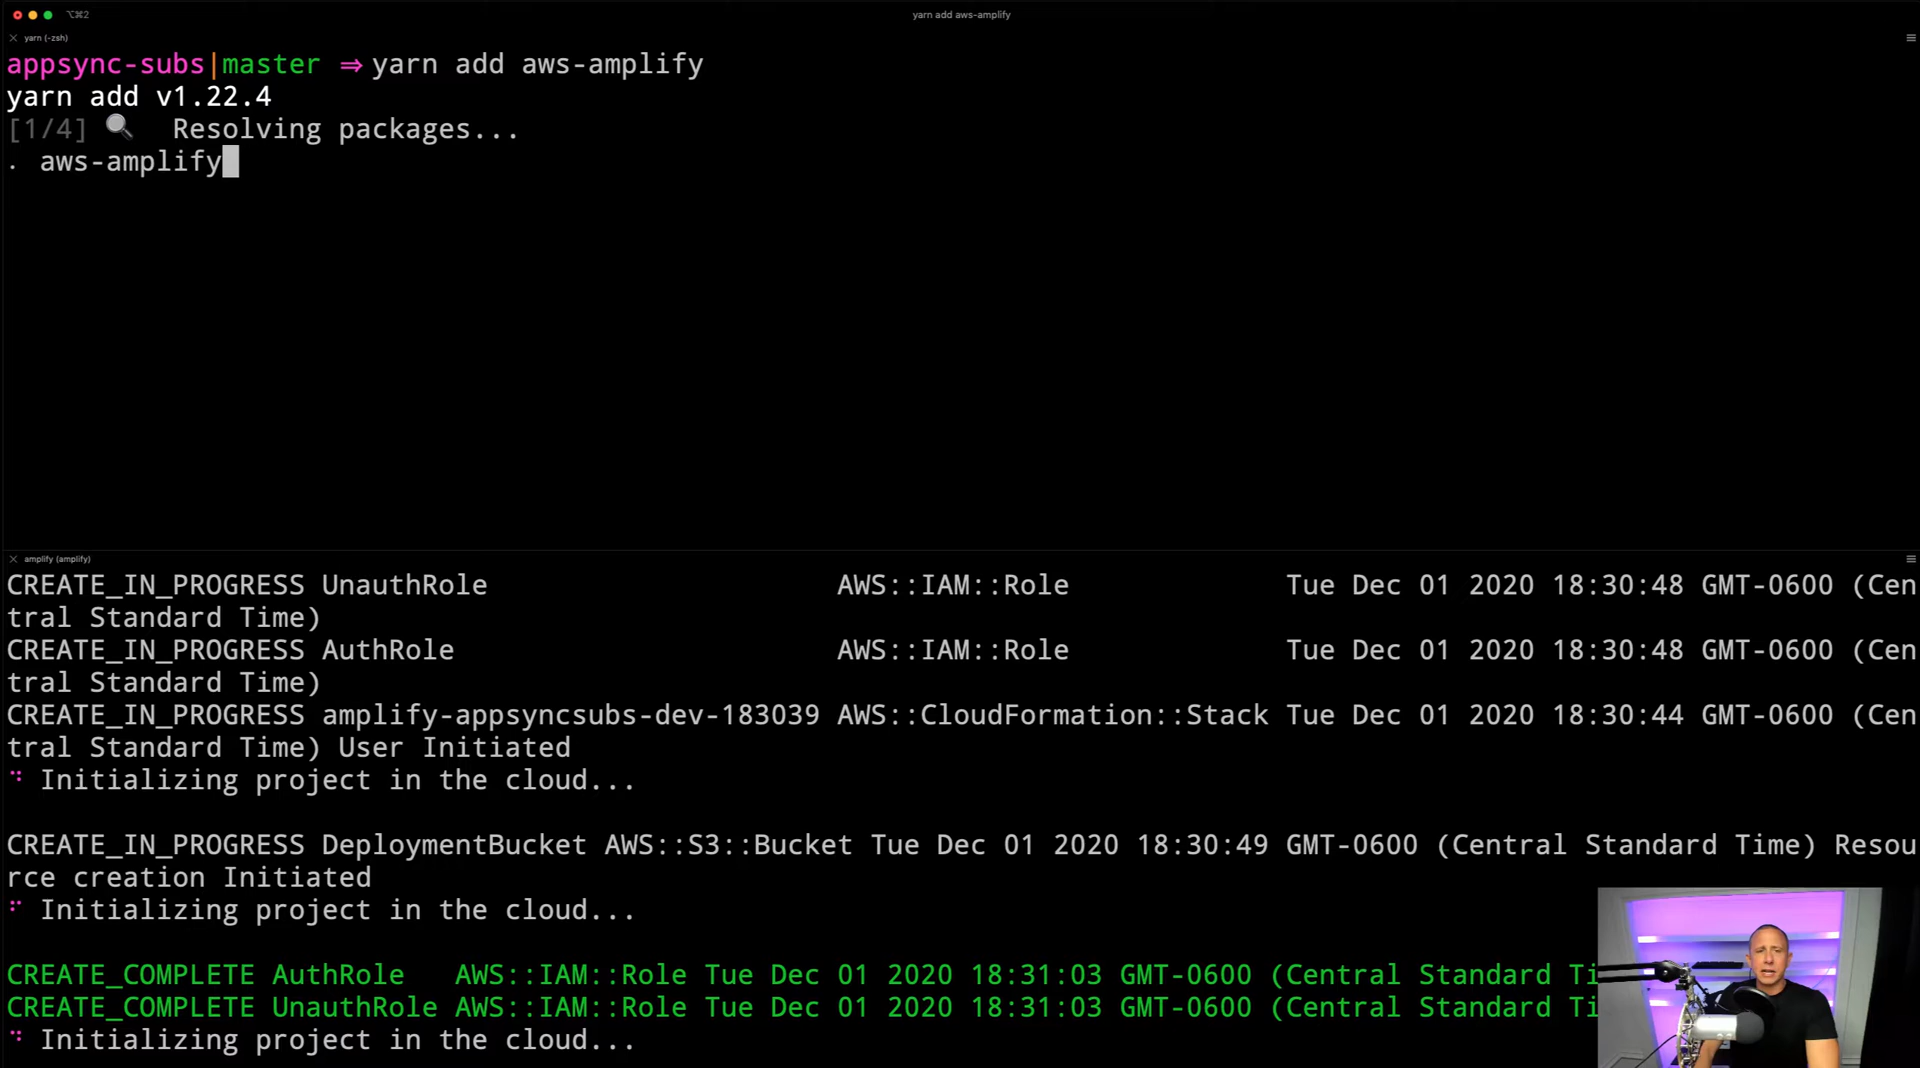 ⌥⌘2
yarn add aws-amplify
yarn (-zsh)
appsync-subs|master ⇒ yarn add aws-amplify
yarn add v1.22.4
[1/4] 🔍 Resolving packages...
. aws-amplify
amplify (amplify)
CREATE_IN_PROGRESS UnauthRole AWS::IAM::Role Tue Dec 01 2020 18:30:48 GMT-0600 (Cen
tral Standard Time)
CREATE_IN_PROGRESS AuthRole AWS::IAM::Role Tue Dec 01 2020 18:30:48 GMT-0600 (Cen
tral Standard Time)
CREATE_IN_PROGRESS amplify-appsyncsubs-dev-183039 AWS::CloudFormation::Stack Tue Dec 01 2020 18:30:44 GMT-0600 (Cen
tral Standard Time) User Initiated
Initializing project in the cloud...
CREATE_IN_PROGRESS DeploymentBucket AWS::S3::Bucket Tue Dec 01 2020 18:30:49 GMT-0600 (Central Standard Time) Resou
rce creation Initiated
Initializing project in the cloud...
CREATE_COMPLETE AuthRole AWS::IAM::Role Tue Dec 01 2020 18:31:03 GMT-0600 (Central Standard Ti
CREATE_COMPLETE UnauthRole AWS::IAM::Role Tue Dec 01 2020 18:31:03 GMT-0600 (Central Standard Ti
Initializing project in the cloud...